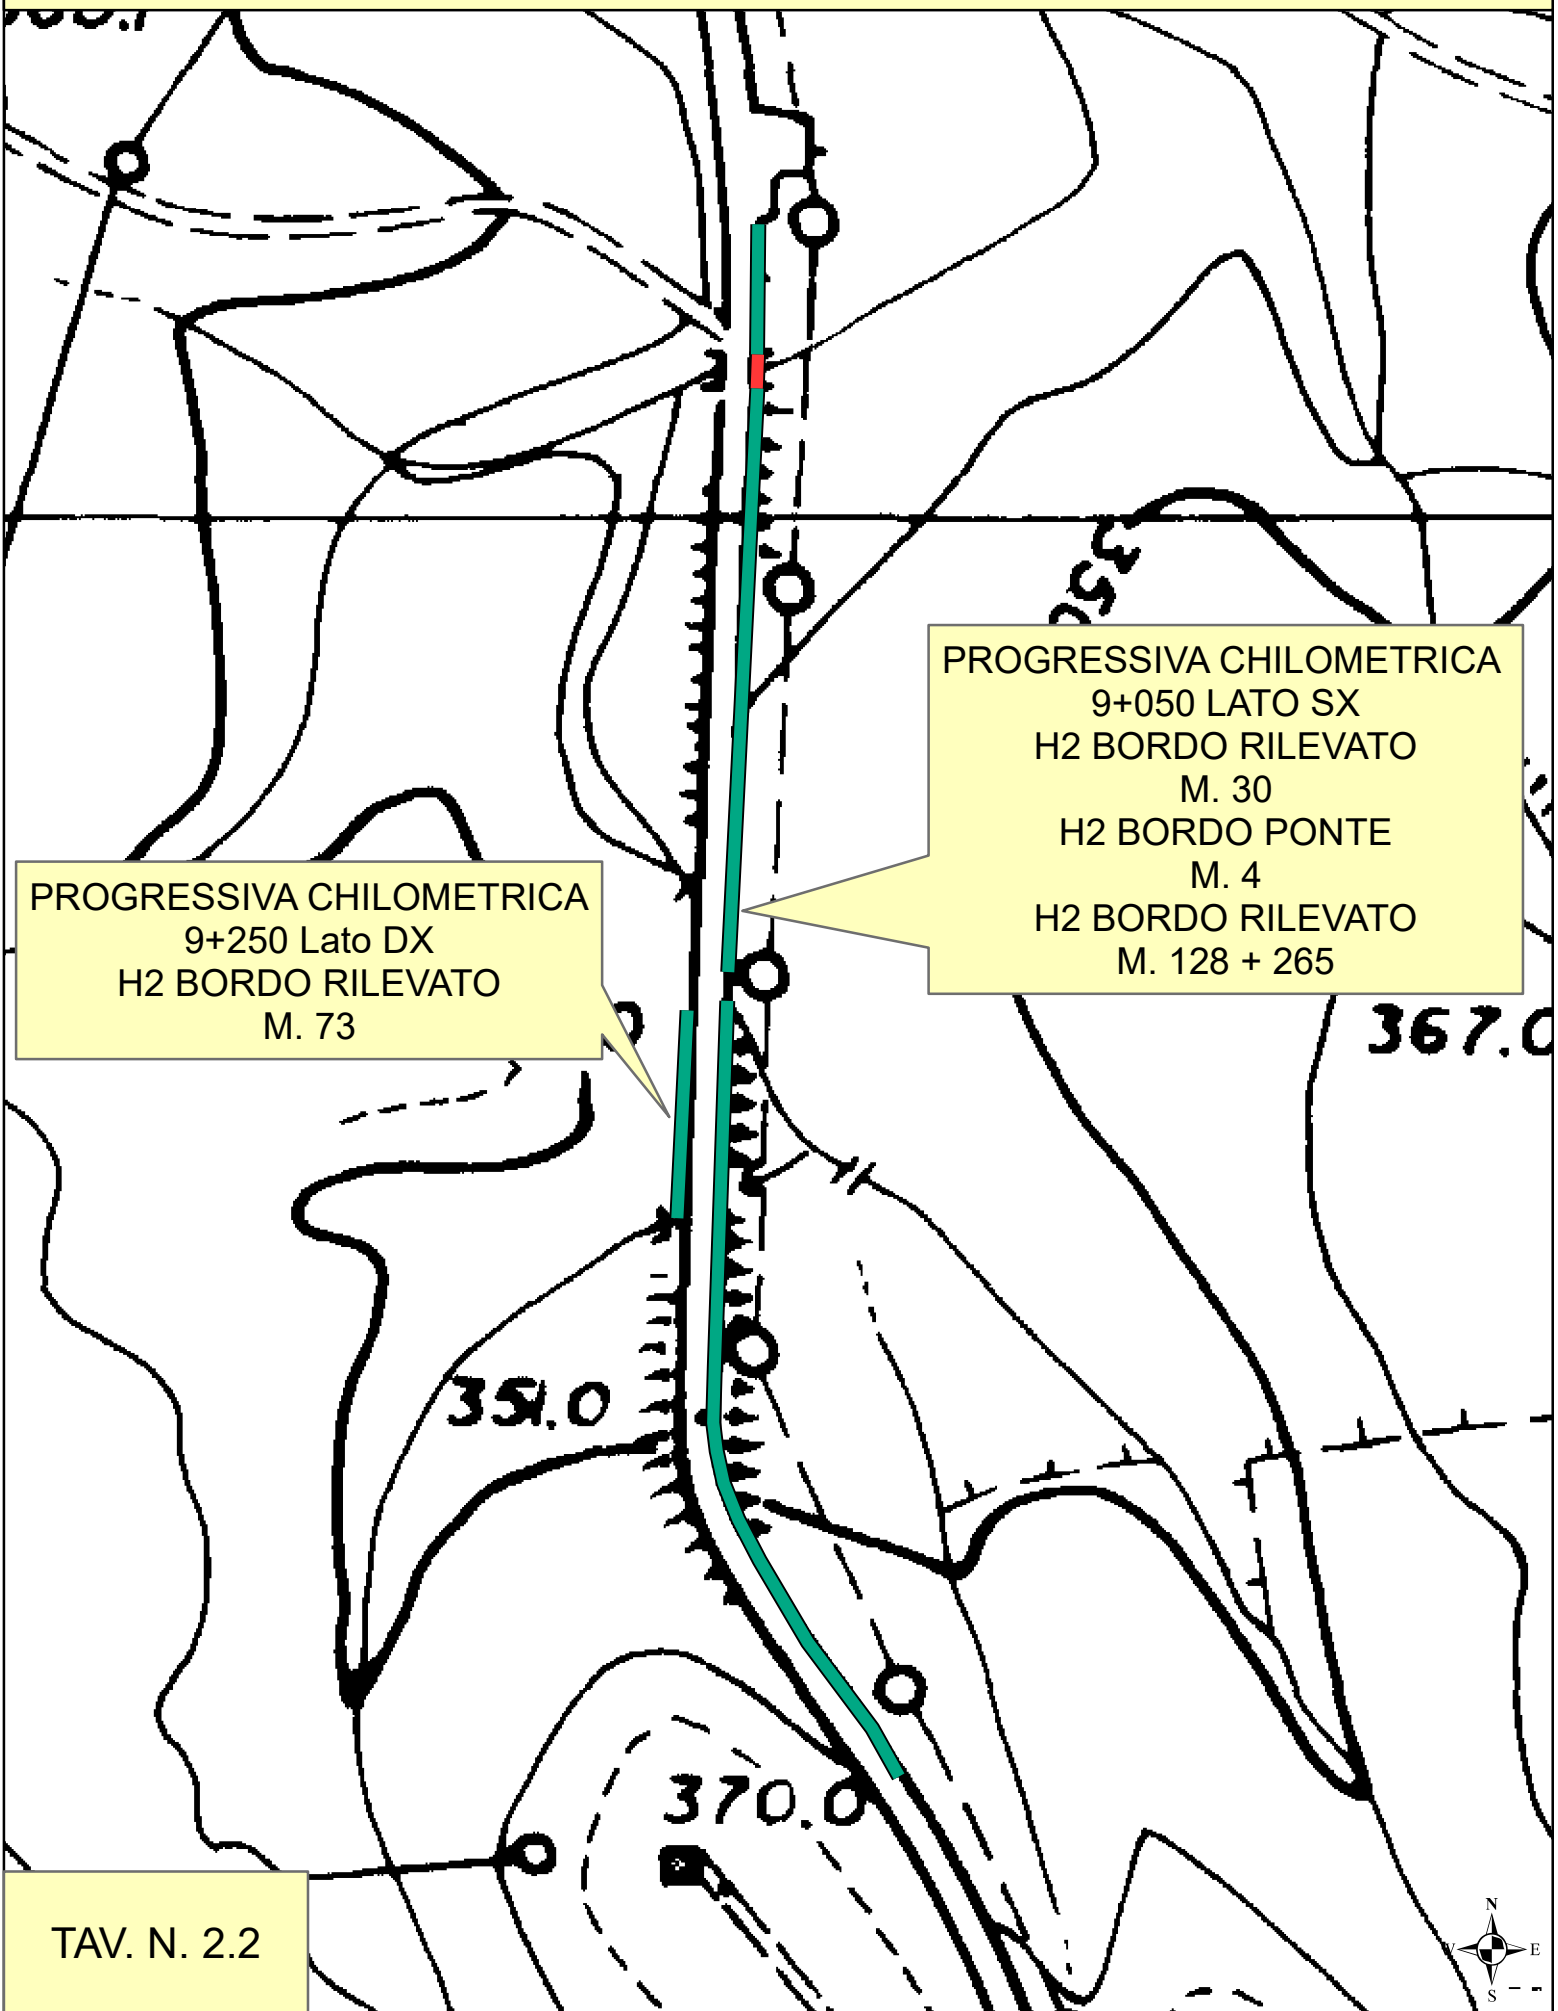 PROGRESSIVA CHILOMETRICA
9+050 LATO SX
H2 BORDO RILEVATO
M. 30
H2 BORDO PONTE
M. 4
H2 BORDO RILEVATO
M. 128 + 265
PROGRESSIVA CHILOMETRICA
9+250 Lato DX
H2 BORDO RILEVATO
M. 73
367.0
351.0
370.0
TAV. N. 2.2
N
V E
S